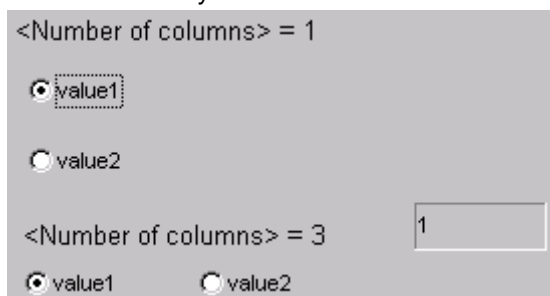 <Number of columns> = 1
value1
value2
<Number of columns> = 3
1
value1 value2